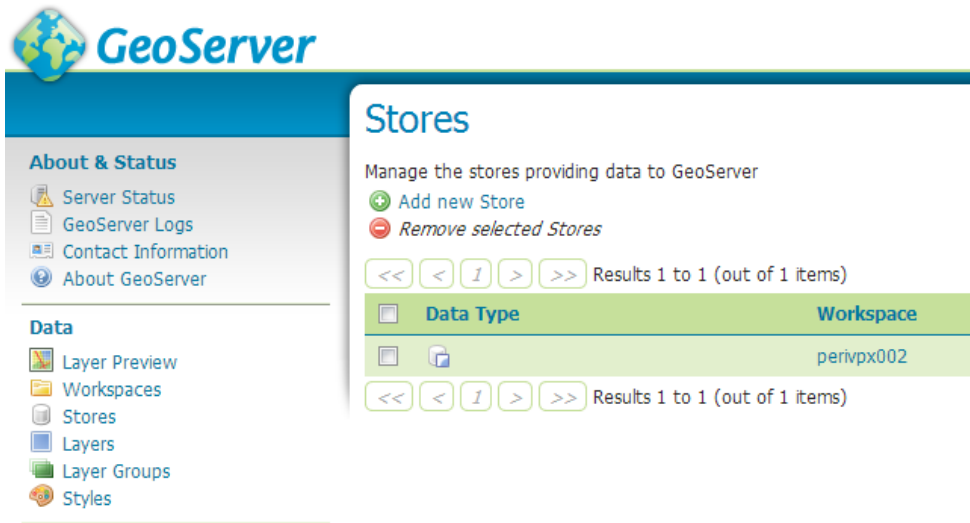 GeoServer
Stores
Manage the stores providing data to GeoServer
Add new Store
Remove selected Stores
<< < 1 > >> Results 1 to 1 (out of 1 items)
Data Type Workspace
perivpx002
<< < 1 > >> Results 1 to 1 (out of 1 items)
About & Status
Server Status
GeoServer Logs
Contact Information
About GeoServer
Data
Layer Preview
Workspaces
Stores
Layers
Layer Groups
Styles